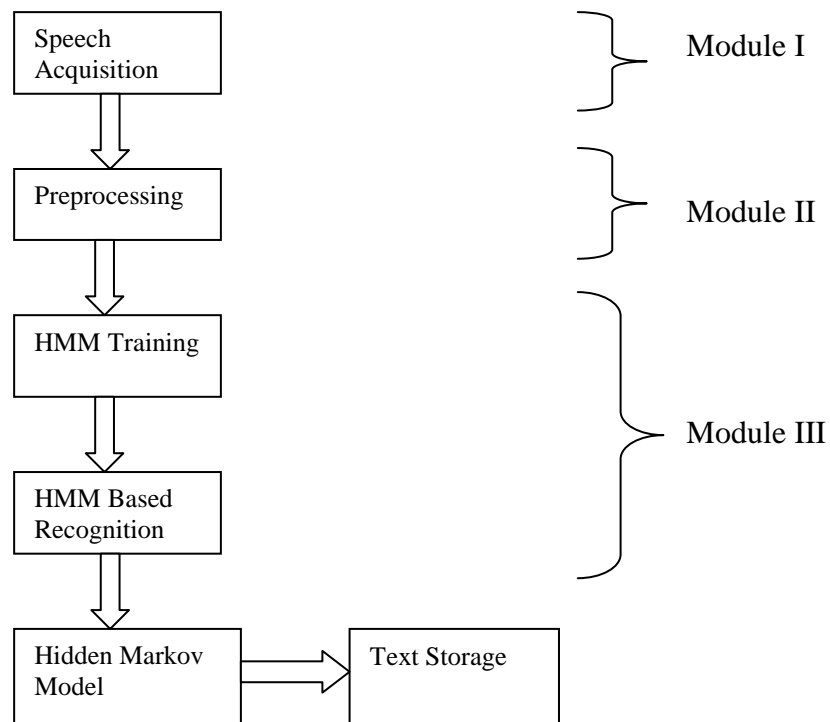 Speech
Acquisition
Module I
Preprocessing
Module II
HMM Training
Module III
HMM Based
Recognition
Hidden Markov
Model
Text Storage